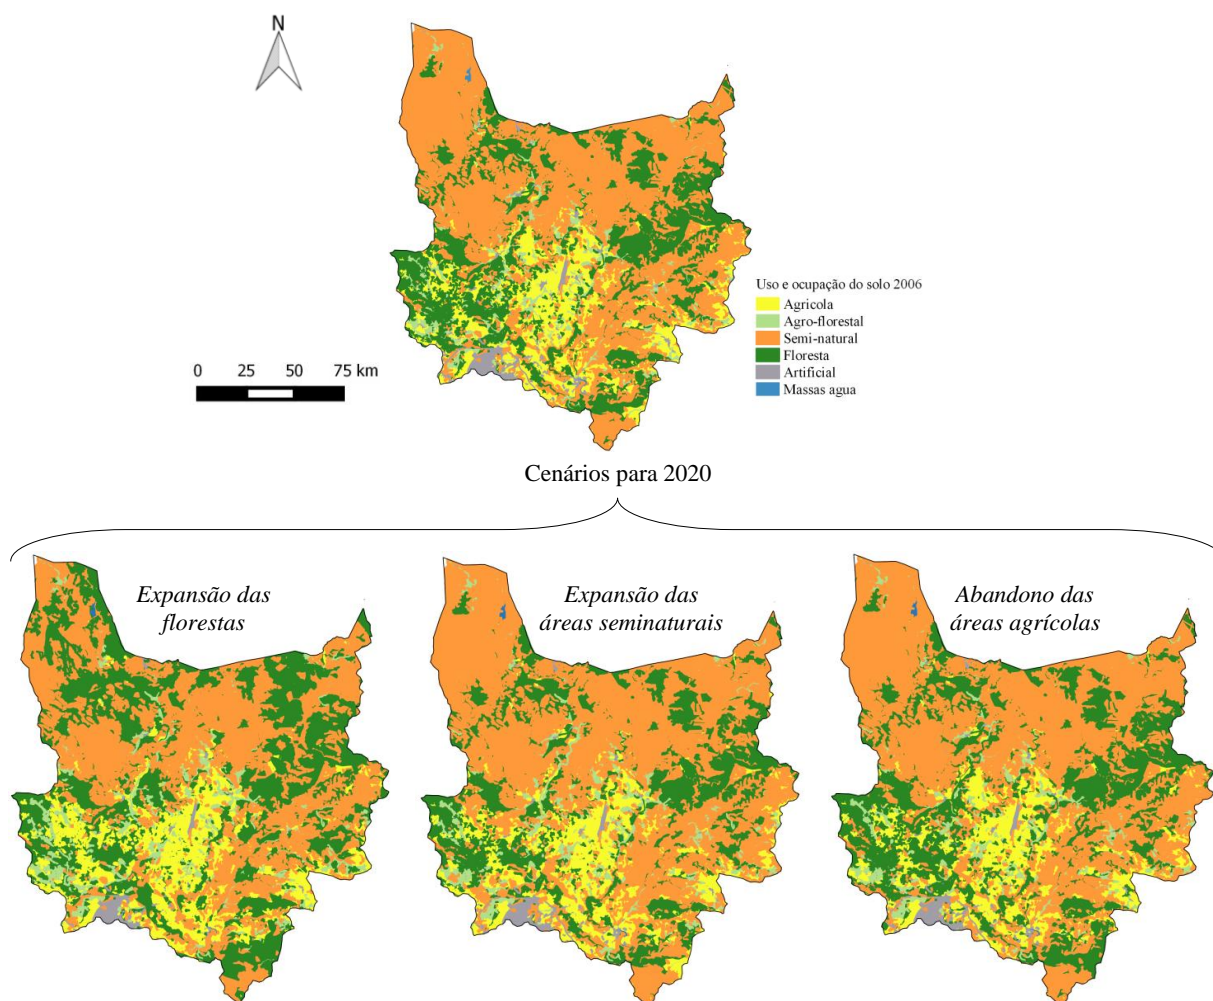 N
Uso e ocupação do solo 2006
Agricola
Agro-florestal
Semi-natural
Floresta
Artificial
Massas agua
0 25 50 75 km
Cenários para 2020
Expansão das
florestas
Expansão das
áreas seminaturais
Abandono das
áreas agrícolas